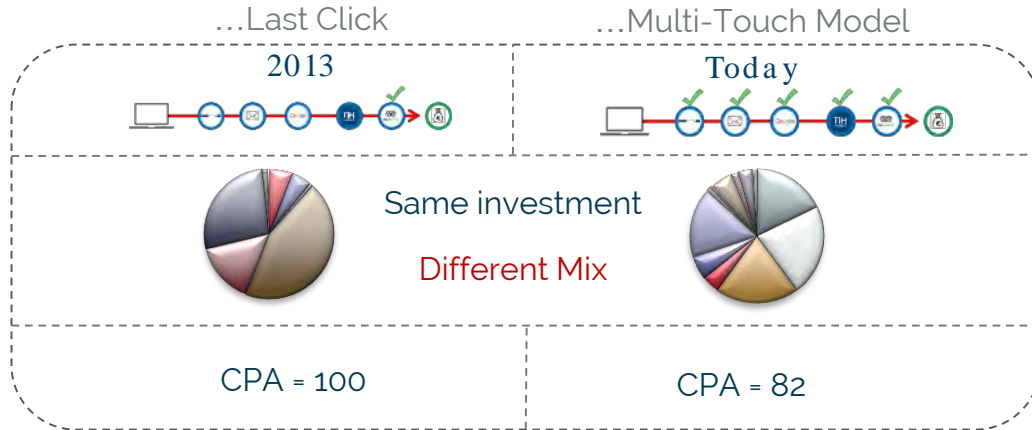 ...Last Click
...Multi-Touch Model
2013
Today
Same investment
Different Mix
CPA = 100
CPA = 82